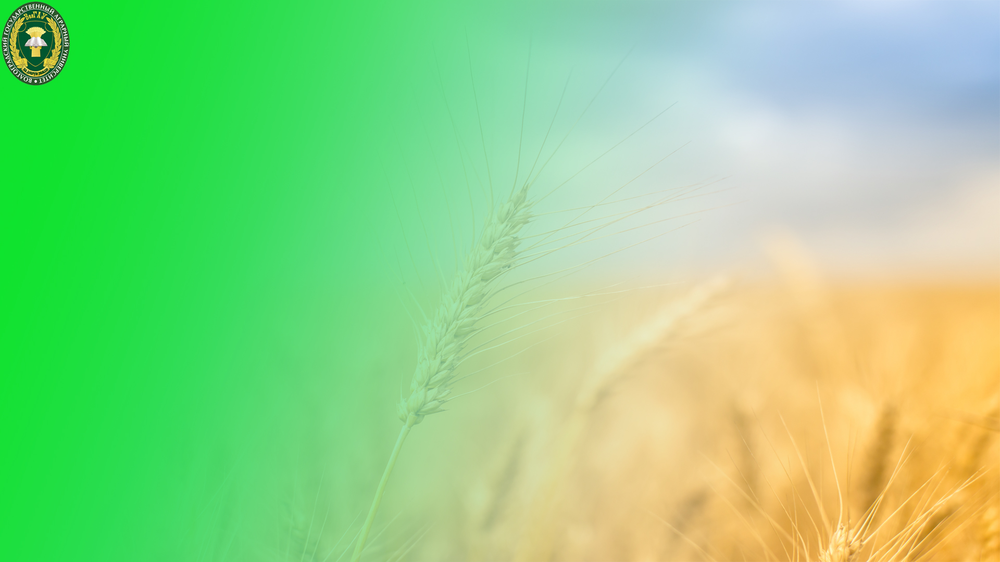 ВОЛГОГРАДСКИЙ ГОСУДАРСТВЕННЫЙ АГРАРНЫЙ УНИВЕРСИТЕТ
ВолГАУ